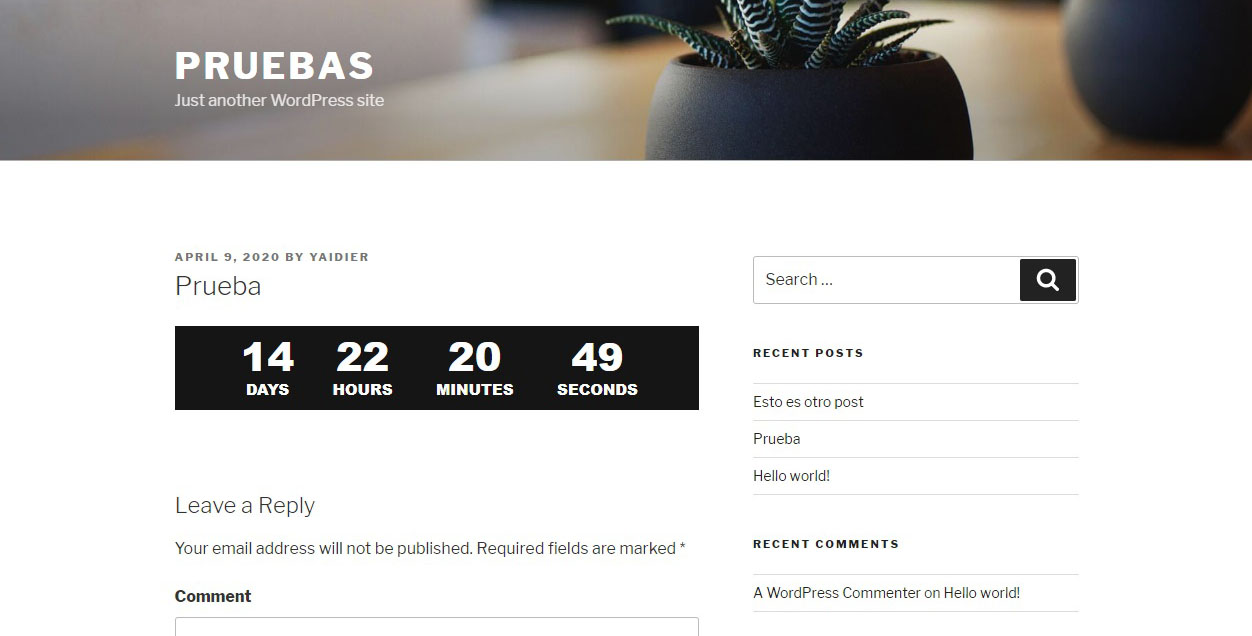 PRUEBAS
Just another WordPress site
APRIL 9, 2020 BY YAIDIER
Prueba
14 22 20 49
DAYS HOURS MINUTES SECONDS
Leave a Reply
Your email address will not be published. Required fields are marked *
Comment
Search …
RECENT POSTS
Esto es otro post
Prueba
Hello world!
RECENT COMMENTS
A WordPress Commenter on Hello world!